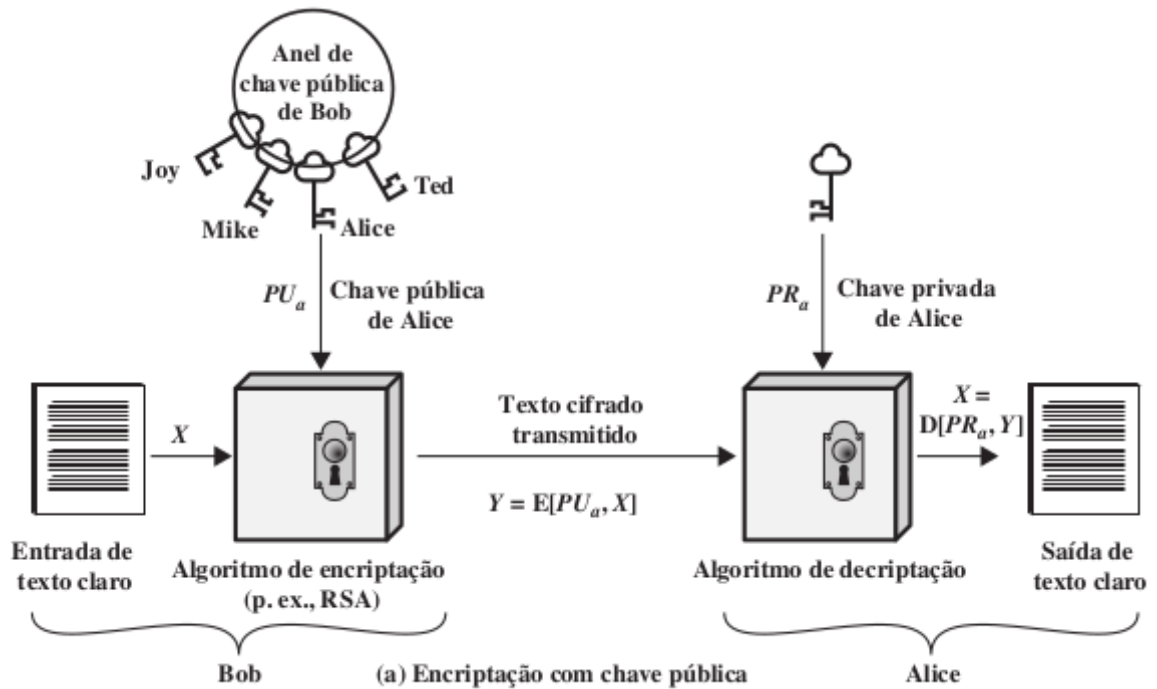 Anel de
chave pública
de Bob
Joy
Mike
Alice
Ted
PUₐ
Chave pública
de Alice
PRₐ
Chave privada
de Alice
X
Texto cifrado
transmitido
Y = E[PUₐ, X]
X =
D[PRₐ, Y]
Entrada de
texto claro
Algoritmo de encriptação
(p. ex., RSA)
Algoritmo de decriptação
Saída de
texto claro
Bob
(a) Encriptação com chave pública
Alice